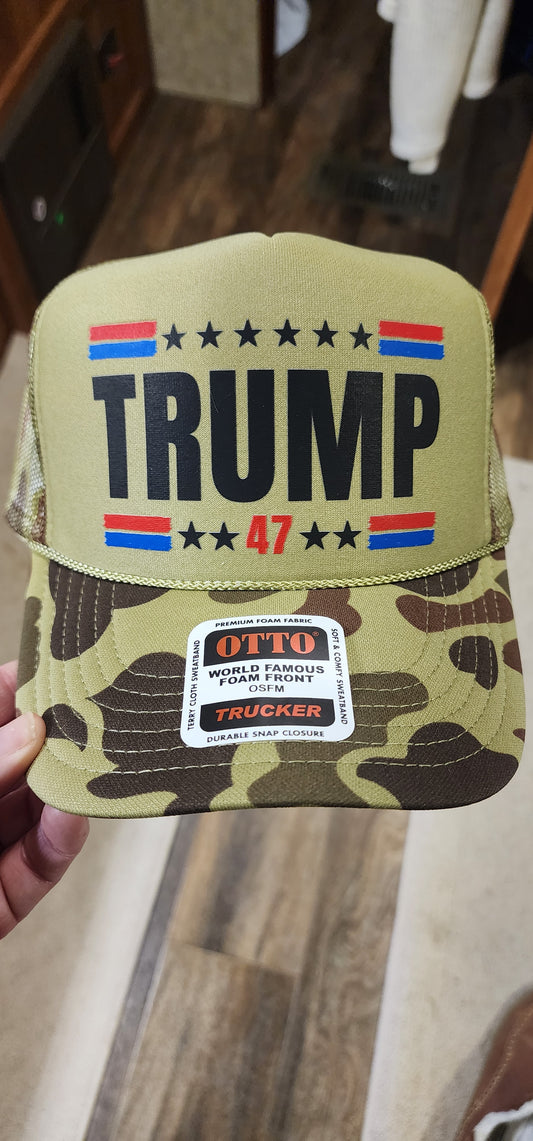 TRUMP
47
PREMIUM FOAM FABRIC
TERRY CLOTH SWEATBAND
OTTO®
WORLD FAMOUS
FOAM FRONT
OSFM
TRUCKER
SOFT & COMFY SWEATBAND
DURABLE SNAP CLOSURE